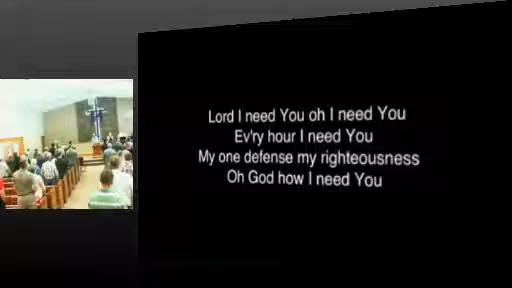 Lord I need You oh I need You
Ev'ry hour I need You
My one defense my righteousness
Oh God how I need You